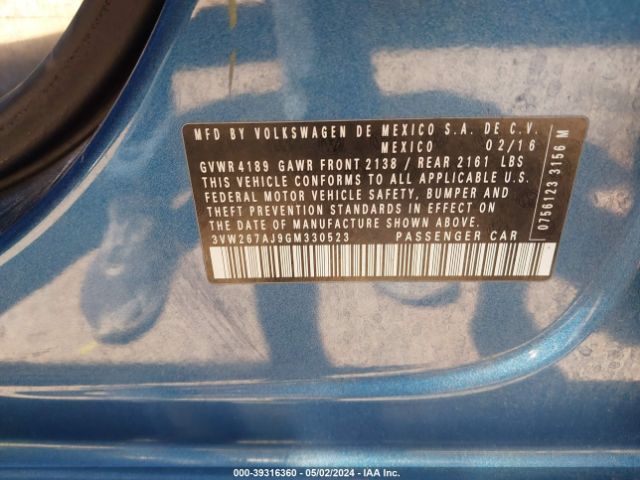 MFD BY VOLKSWAGEN DE MEXICO S.A. DE C.V.
MEXICO 02/16
GVWR 4189 GAWR FRONT 2138 / REAR 2161 LBS
THIS VEHICLE CONFORMS TO ALL APPLICABLE U.S.
FEDERAL MOTOR VEHICLE SAFETY, BUMPER AND
THEFT PREVENTION STANDARDS IN EFFECT ON
THE DATE OF MANUFACTURE SHOWN ABOVE.
3VW267AJ9GM330523 PASSENGER CAR
0756123 3156 M
000-39316360 - 05/02/2024 - IAA Inc.